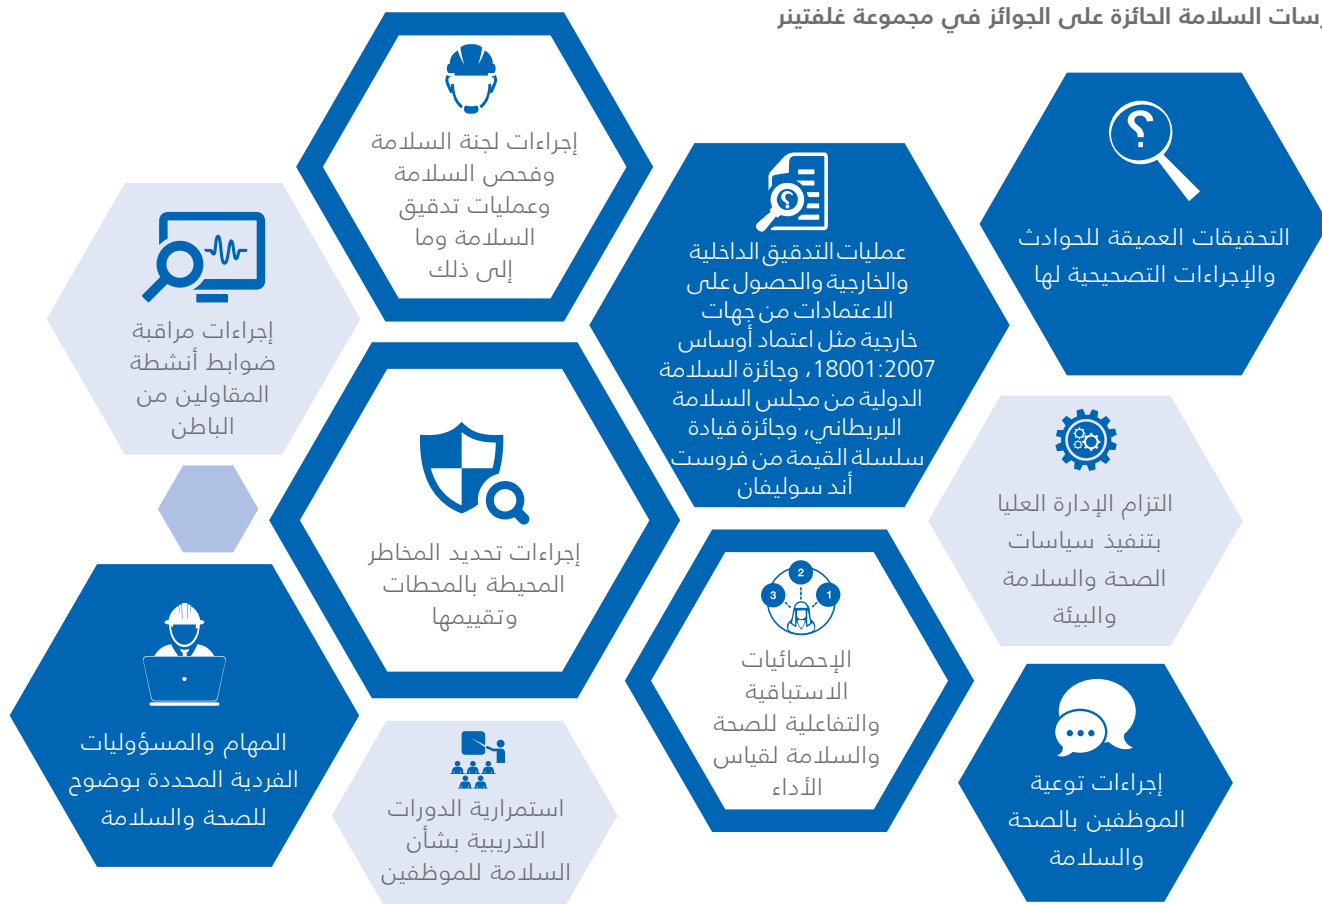 السلامة الحائزة على الجوائز في مجموعة غلفتينر
التحقيقات العميقة للحوادث
والإجراءات التصحيحية لها
عمليات التدقيق الداخلية
والخارجية والحصول على
الاعتمادات من جهات
خارجية مثل اعتماد أوساس
18001:2007، وجائزة السلامة
الدولية من مجلس السلامة
البريطاني، وجائزة قيادة
سلسلة القيمة من فروست
أند سوليفان
إجراءات لجنة السلامة
وفحص السلامة
وعمليات تدقيق
السلامة وما
إلى ذلك
إجراءات مراقبة
ضوابط أنشطة
المقاولين من
الباطن
التزام الإدارة العليا
بتنفيذ سياسات
الصحة والسلامة
والبيئة
إجراءات تحديد المخاطر
المحيطة بالمحطات
وتقييمها
2
3
1
الإحصائيات
الاستباقية
والتفاعلية للصحة
والسلامة لقياس
الأداء
المهام والمسؤوليات
الفردية المحددة بوضوح
للصحة والسلامة
إجراءات توعية
الموظفين بالصحة
والسلامة
استمرارية الدورات
التدريبية بشأن
السلامة للموظفين